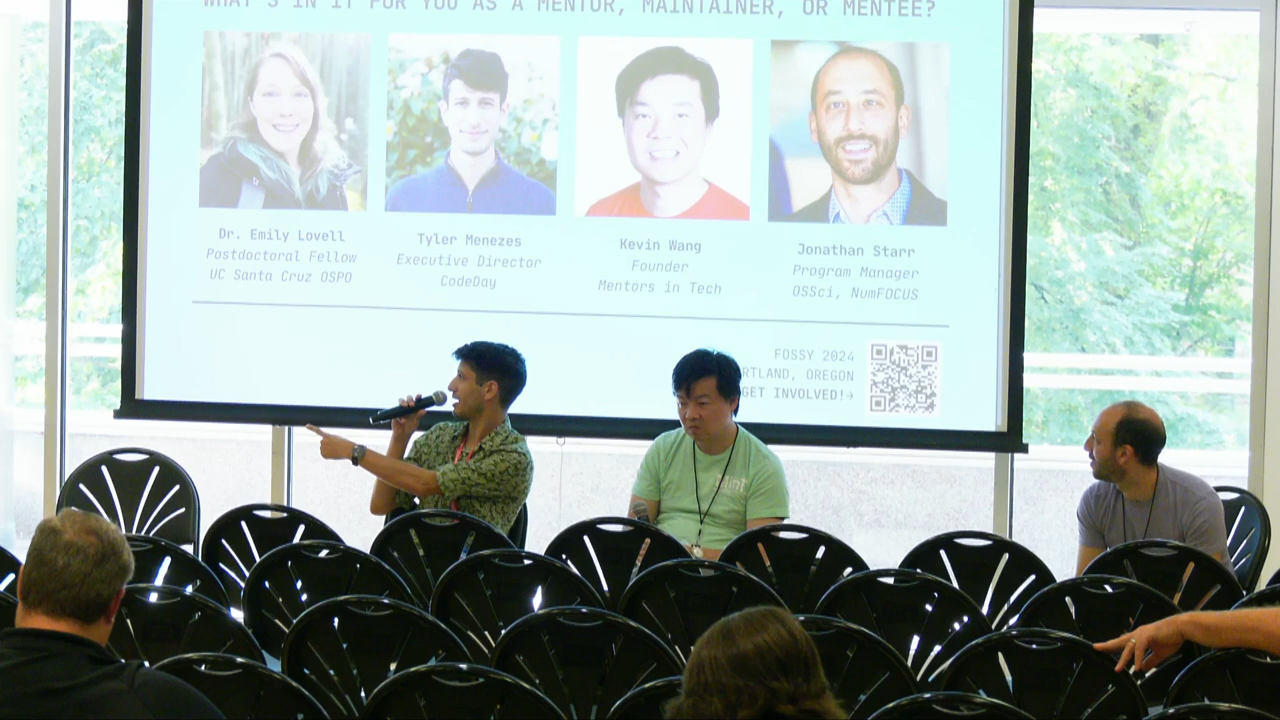 WHAT'S IN IT FOR YOU AS A MENTOR, MAINTAINER, OR MENTEE?
Dr. Emily Lovell
Postdoctoral Fellow
UC Santa Cruz OSPO
Tyler Menezes
Executive Director
CodeDay
Kevin Wang
Founder
Mentors in Tech
Jonathan Starr
Program Manager
OSSci, NumFOCUS
FOSSY 2024
RTLAND, OREGON
GET INVOLVED!→